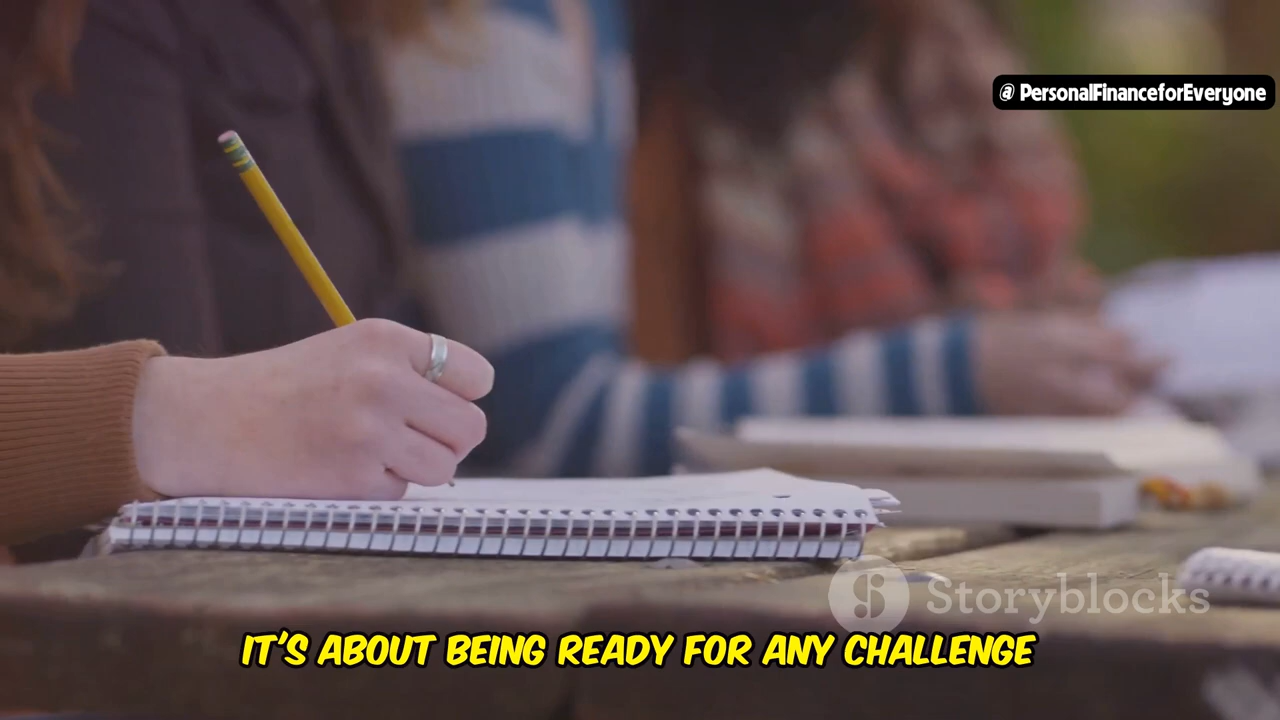 @ PersonalFinanceforEveryone
Storyblocks
IT'S ABOUT BEING READY FOR ANY CHALLENGE